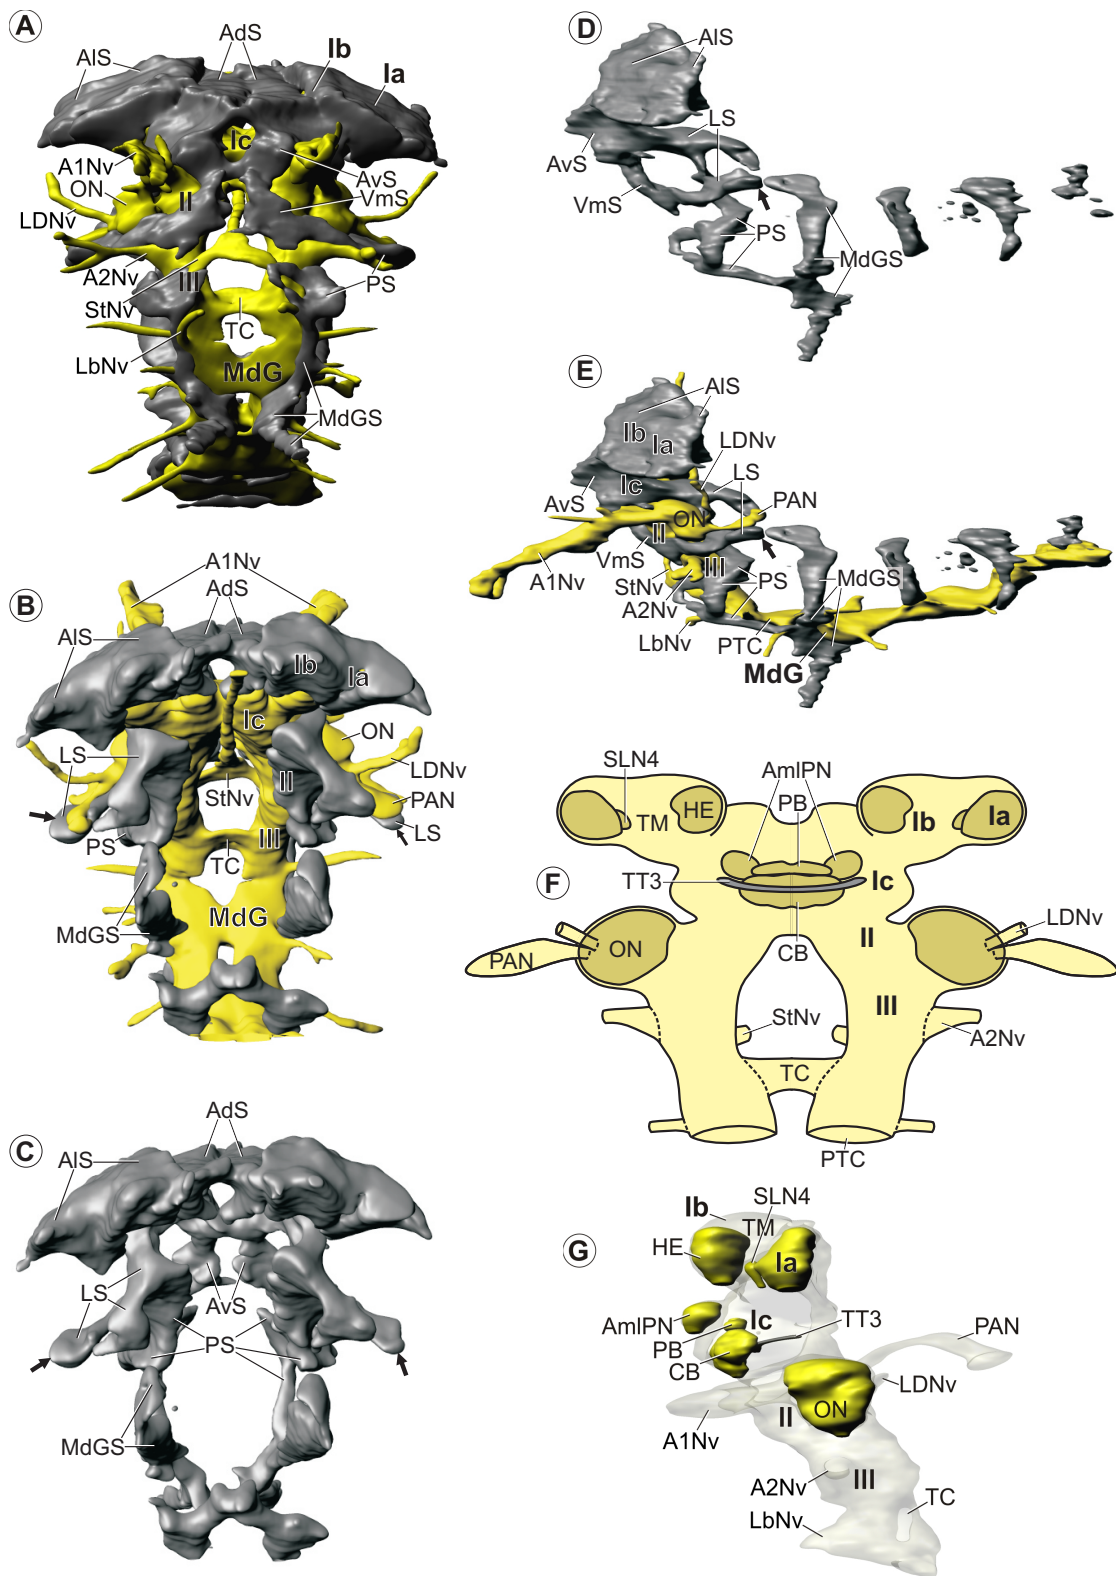 A
AdS
Ib
Ia
AlS
Ic
A1Nv
ON
AvS
II
VmS
LDNv
A2Nv
III
PS
StNv
TC
LbNv
MdG
MdGS
B
A1Nv
AdS
AlS
Ib
Ia
Ic
ON
LS
LDNv
StNv
II
PAN
LS
PS
III
TC
MdG
MdGS
C
AdS
AlS
LS
AvS
PS
MdGS
D
AlS
LS
AvS
VmS
PS
MdGS
E
AlS
Ib
Ia
LDNv
LS
Ic
AvS
PAN
ON
II
VmS
A1Nv
III
StNv
PS
MdGS
A2Nv
LbNv
PTC
MdG
F
SLN4
AmlPN
PB
HE
TM
Ib
Ia
TT3
Ic
LDNv
II
PAN
ON
CB
III
StNv
A2Nv
TC
PTC
G
SLN4
Ib
TM
HE
Ia
AmlPN
Ic
TT3
PAN
PB
CB
LDNv
II
ON
A1Nv
A2Nv
III
TC
LbNv